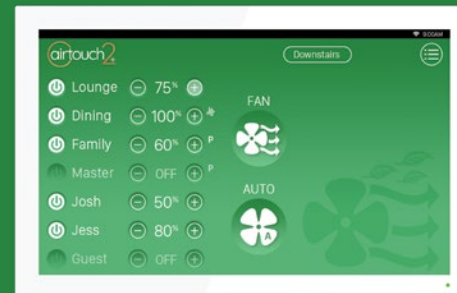 9:00AM
airtouch2+
Downstairs
Lounge 75%
Dining 100%
Family 60% P
Master OFF P
Josh 50%
Jess 80%
Guest OFF
FAN
AUTO
A